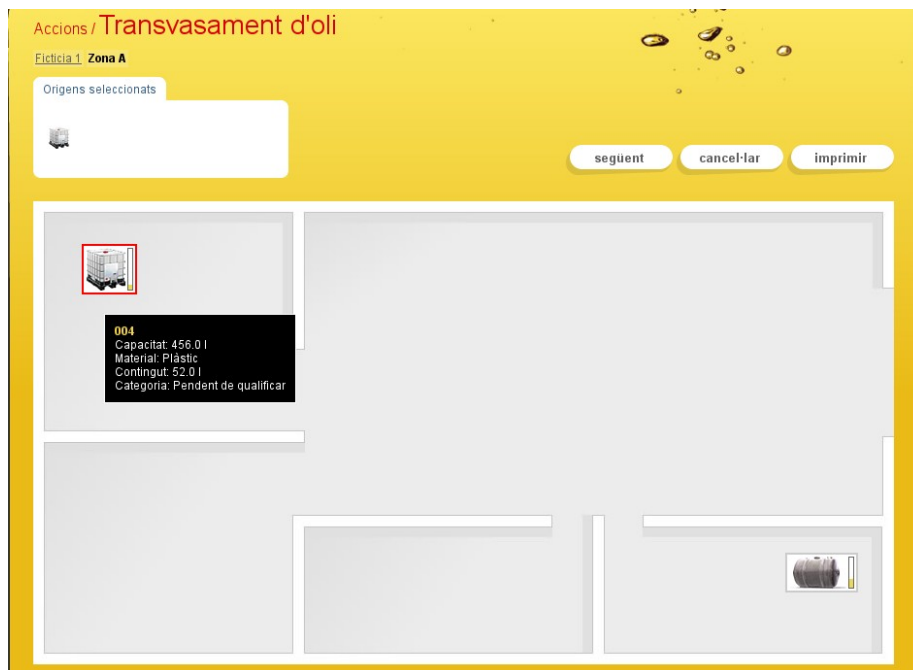 Accions / Transvasament d'oli
Ficticia 1 Zona A
Origens seleccionats
següent cancel·lar imprimir
004
Capacitat: 456.0 l
Material: Plàstic
Contingut: 52.0 l
Categoria: Pendent de qualificar